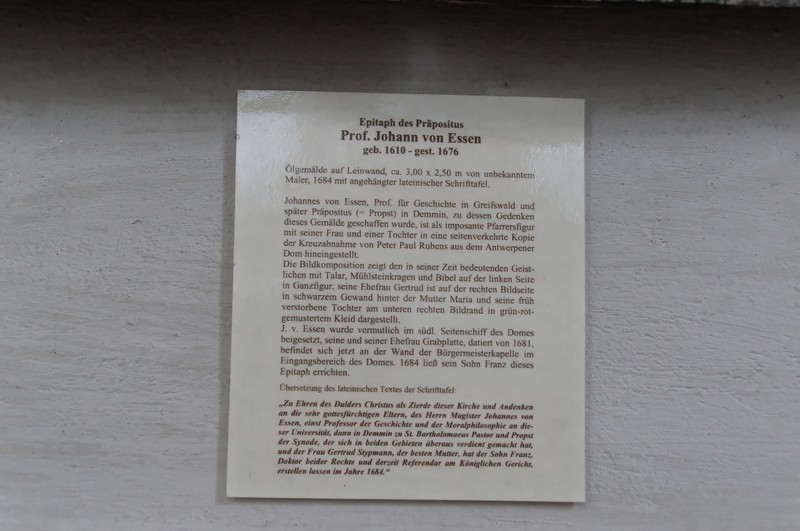 Epitaph des Präpositus
Prof. Johann von Essen
geb. 1610 - gest. 1676
Ölgemälde auf Leinwand, ca. 3,00 x 2,50 m von unbekanntem
Maler, 1684 mit angehängter lateinischer Schrifttafel.
Johannes von Essen, Prof. für Geschichte in Greißwald und
später Präpositus (= Propst) in Demmin, zu dessen Gedenken
dieses Gemälde geschaffen wurde, ist als imposante Pfarrersfigur
mit seiner Frau und einer Tochter in eine seitenverkehrte Kopie
der Kreuzabnahme von Peter Paul Rubens aus dem Antwerpener
Dom hineingestellt.
Die Bildkomposition zeigt den in seiner Zeit bedeutenden Geist-
lichen mit Talar, Mühlsteinkragen und Bibel auf der linken Seite
in Ganzfigur, seine Ehefrau Gertrud ist auf der rechten Bildseite
in schwarzem Gewand hinter der Mutter Maria und seine früh
verstorbene Tochter am unteren rechten Bildrand in grün-rot-
gemustertem Kleid dargestellt.
J. v. Essen wurde vermutlich im südl. Seitenschiff des Domes
beigesetzt, seine und seiner Ehefrau Grabplatte, datiert von 1681,
befindet sich jetzt an der Wand der Bürgermeisterkapelle im
Eingangsbereich des Domes. 1684 ließ sein Sohn Franz dieses
Epitaph errichten.
Übersetzung des lateinischen Textes der Schrifttafel:
„Zu Ehren des Dulders Christus als Zierde dieser Kirche und Andenken
an die sehr gottesfürchtigen Eltern, des Herrn Magister Johannes von
Essen, einst Professor der Geschichte und der Moralphilosophie an die-
ser Universität, dann in Demmin zu St. Bartholomaeus Pastor und Propst
der Synode, der sich in beiden Gebieten überaus verdient gemacht hat,
und der Frau Gertrud Stypmann, der besten Mutter, hat der Sohn Franz,
Doktor beider Rechte und derzeit Referendar am Königlichen Gericht,
erstellen lassen im Jahre 1684."